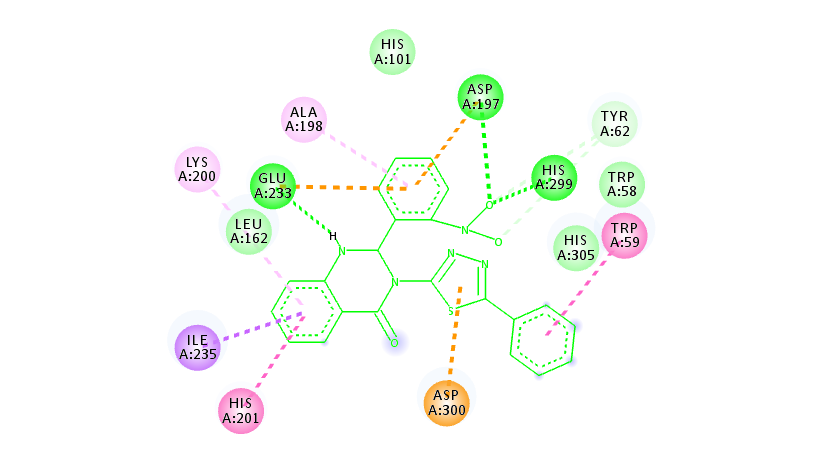 HIS
A:101
ASP
A:197
ALA
A:198
TYR
A:62
LYS
A:200
GLU
A:233
HIS
A:299
TRP
A:58
LEU
A:162
H
O
N
O
TRP
A:59
HIS
A:305
N
N
N
N
S
O
ILE
A:235
HIS
A:201
ASP
A:300